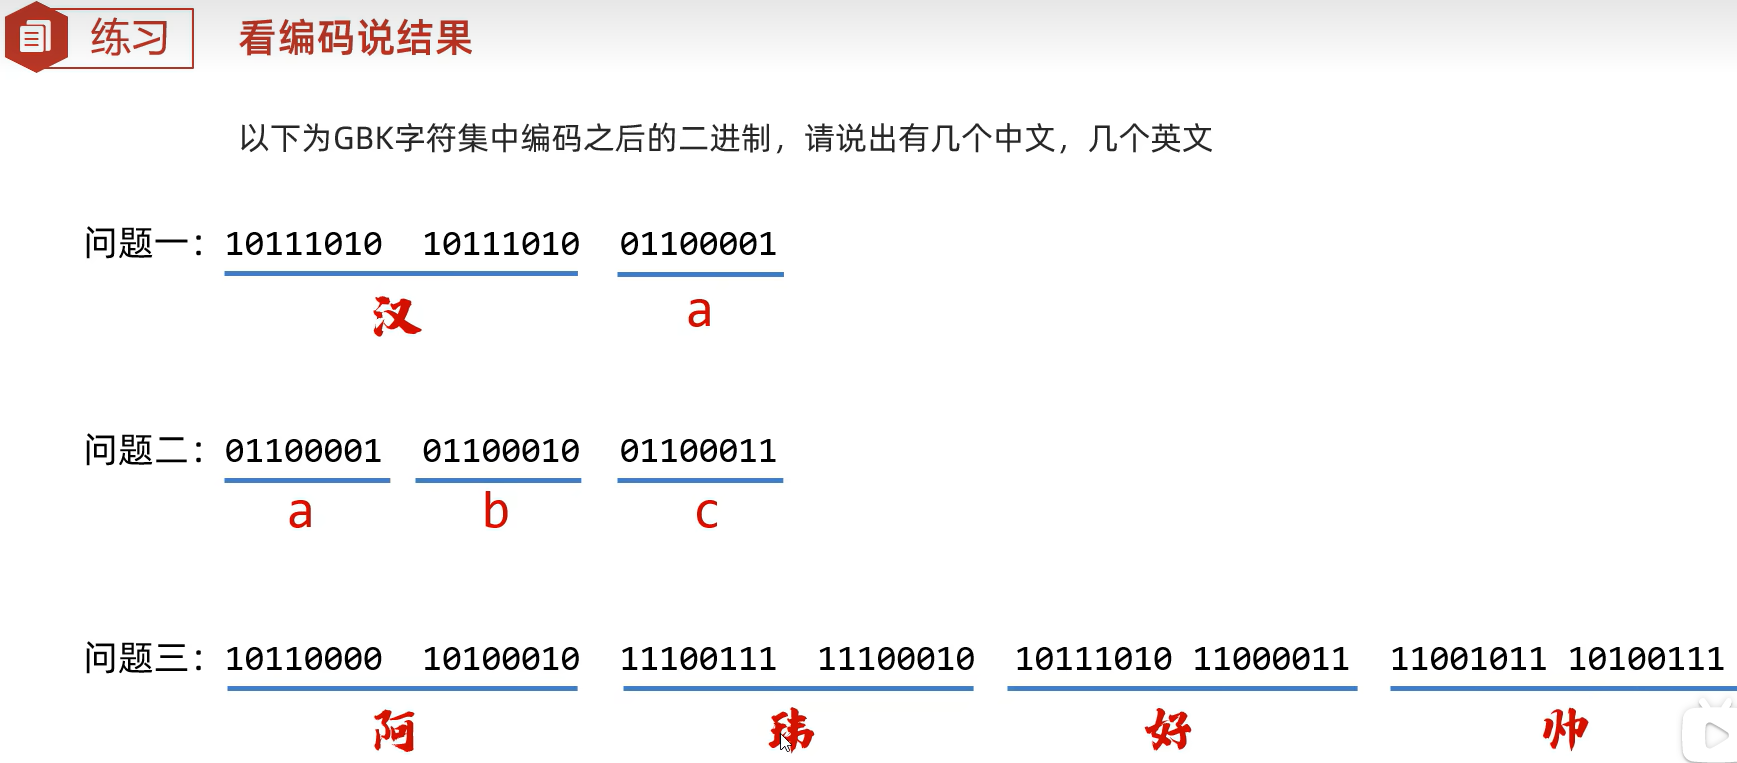 练习 看编码说结果
以下为GBK字符集中编码之后的二进制，请说出有几个中文，几个英文
问题一：10111010 10111010 01100001
汉 a
问题二：01100001 01100010 01100011
a b c
问题三：10110000 10100010 11100111 11100010 10111010 11000011 11001011 10100111
阿 玮 好 帅